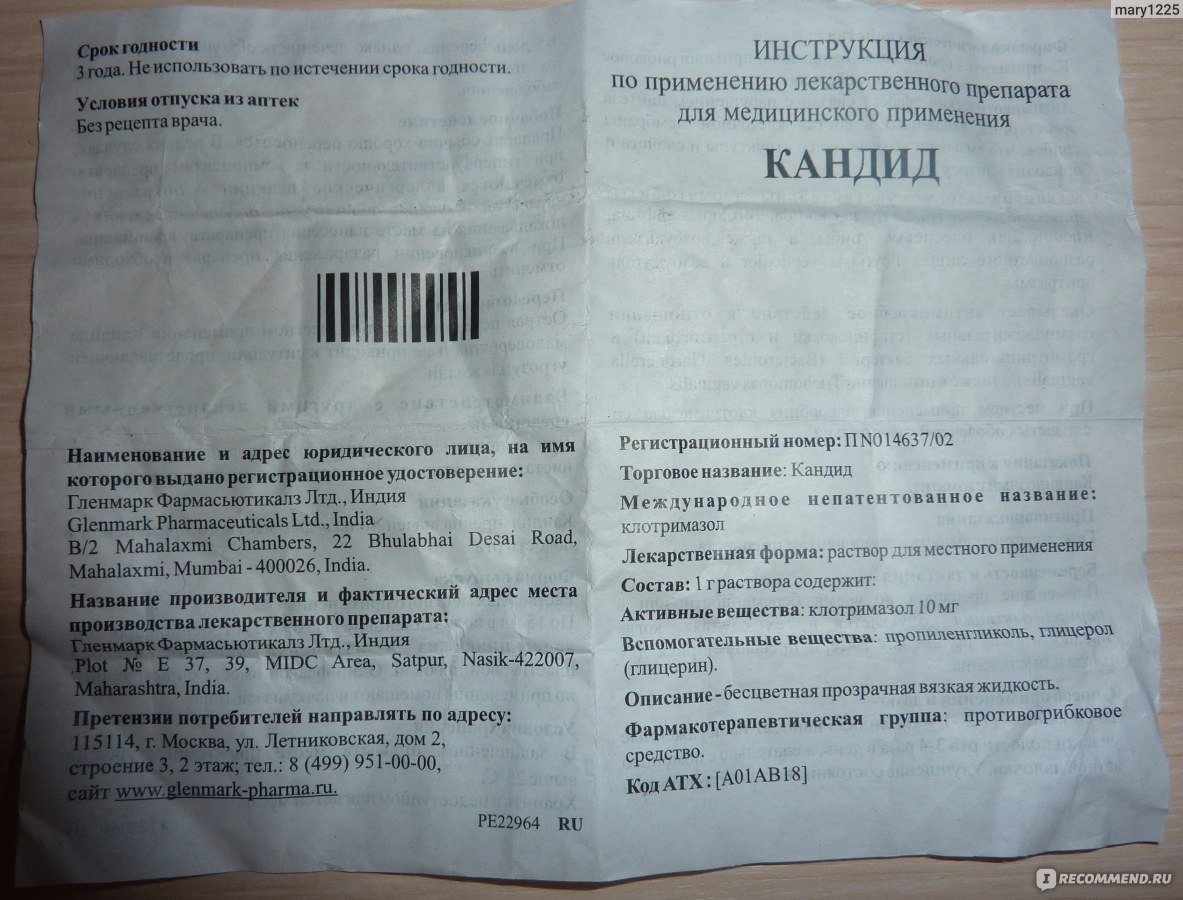 mary1225
Срок годности
3 года. Не использовать по истечении срока годности.
Условия отпуска из аптек
Без рецепта врача.
Наименование и адрес юридического лица, на имя
которого выдано регистрационное удостоверение:
Гленмарк Фармасьютикалз Лтд., Индия
Glenmark Pharmaceuticals Ltd., India
B/2 Mahalaxmi Chambers, 22 Bhulabhai Desai Road,
Mahalaxmi, Mumbai - 400026, India.
Название производителя и фактический адрес места
производства лекарственного препарата:
Гленмарк Фармасьютикалз Лтд., Индия
Plot № E 37, 39, MIDC Area, Satpur, Nasik-422007,
Maharashtra, India.
Претензии потребителей направлять по адресу:
115114, г. Москва, ул. Летниковская, дом 2,
строение 3, 2 этаж; тел.: 8 (499) 951-00-00,
сайт www.glenmark-pharma.ru.
PE22964 RU
ИНСТРУКЦИЯ
по применению лекарственного препарата
для медицинского применения
КАНДИД
Регистрационный номер: П N014637/02
Торговое название: Кандид
Международное непатентованное название:
клотримазол
Лекарственная форма: раствор для местного применения
Состав: 1 г раствора содержит:
Активные вещества: клотримазол 10 мг
Вспомогательные вещества: пропиленгликоль, глицерол
(глицерин).
Описание - бесцветная прозрачная вязкая жидкость.
Фармакотерапевтическая группа: противогрибковое
средство.
Код АТХ : [A01AB18]
IRECOMMEND.RU